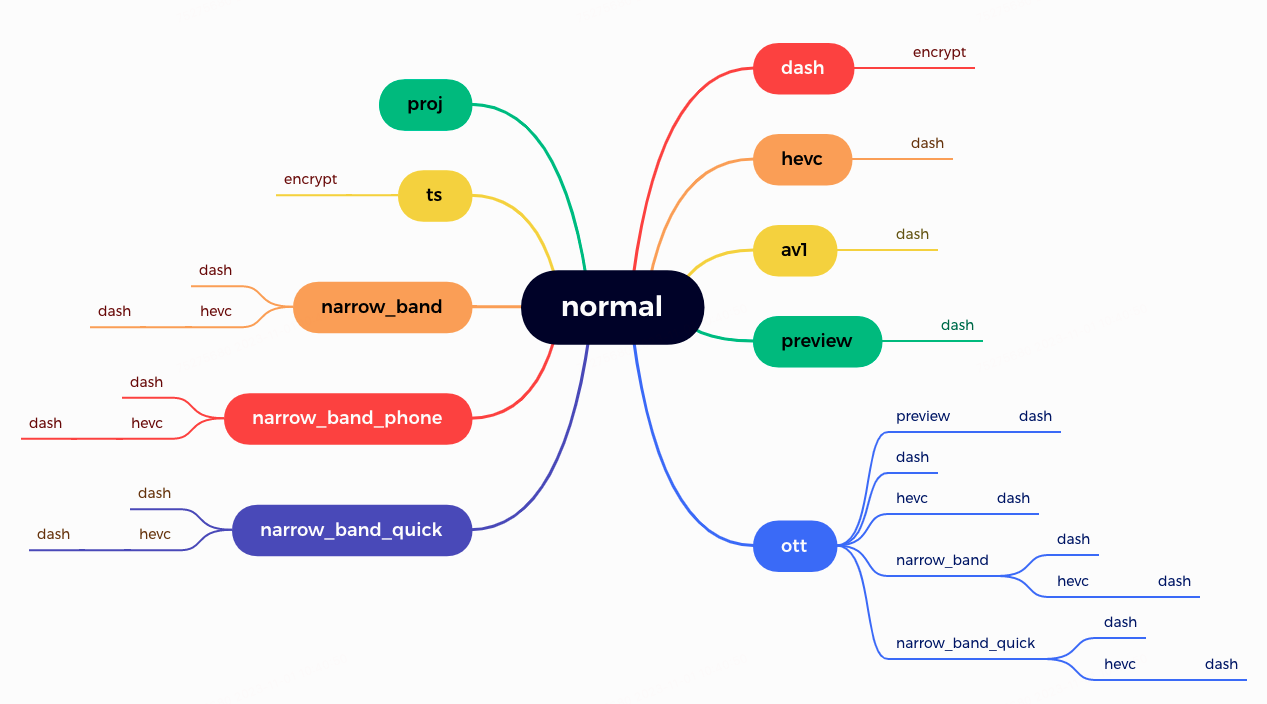 normal
dash
encrypt
hevc
dash
av1
dash
preview
dash
ott
preview
dash
dash
hevc
dash
narrow_band
dash
hevc
dash
narrow_band_quick
dash
hevc
dash
proj
ts
encrypt
narrow_band
dash
hevc
dash
narrow_band_phone
dash
hevc
dash
narrow_band_quick
dash
hevc
dash